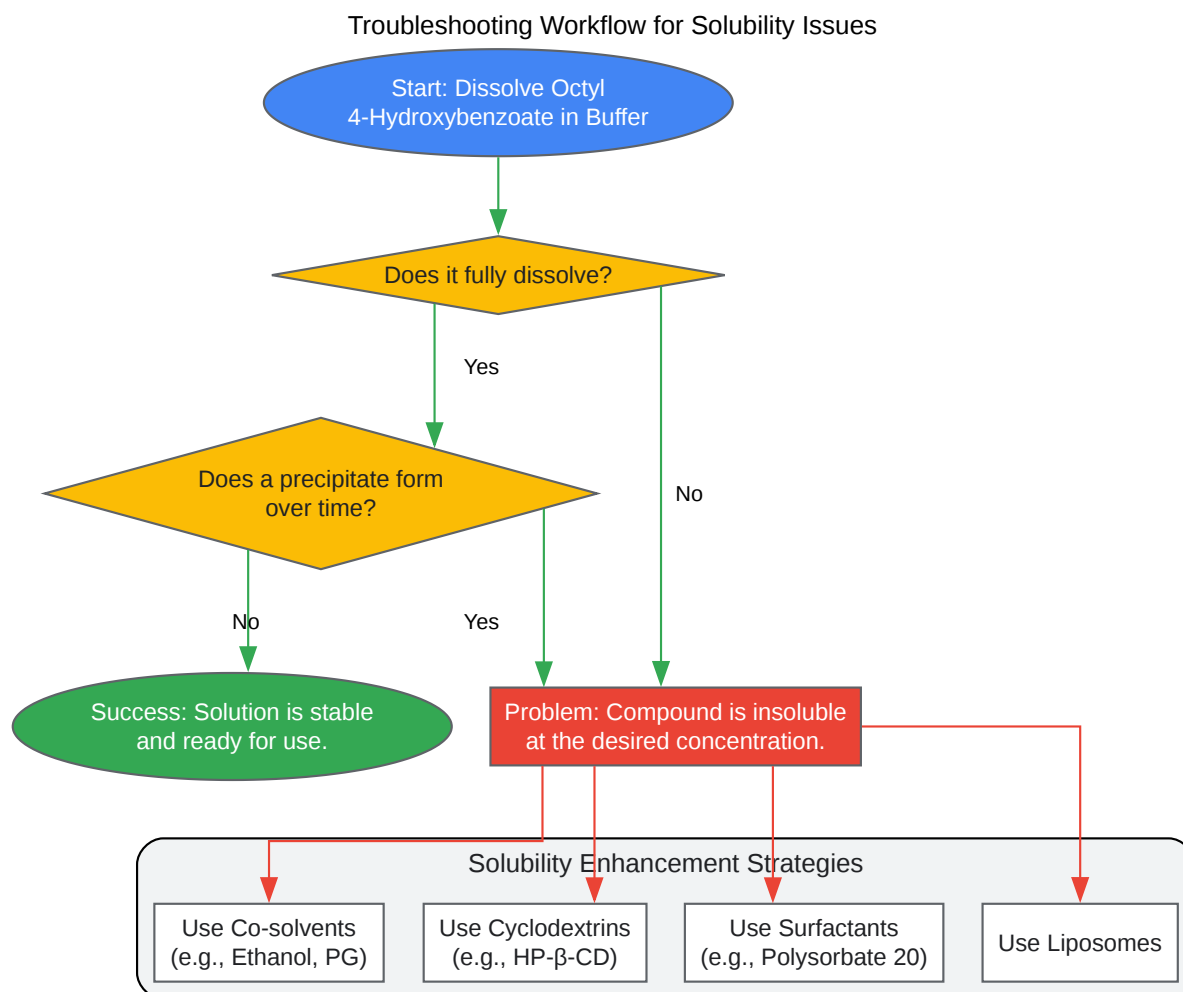 Troubleshooting Workflow for Solubility Issues
Start: Dissolve Octyl
4-Hydroxybenzoate in Buffer
Does it fully dissolve?
Yes
Does a precipitate form
over time?
No
No
Yes
Success: Solution is stable
and ready for use.
Problem: Compound is insoluble
at the desired concentration.
Solubility Enhancement Strategies
Use Co-solvents
(e.g., Ethanol, PG)
Use Cyclodextrins
(e.g., HP-β-CD)
Use Surfactants
(e.g., Polysorbate 20)
Use Liposomes